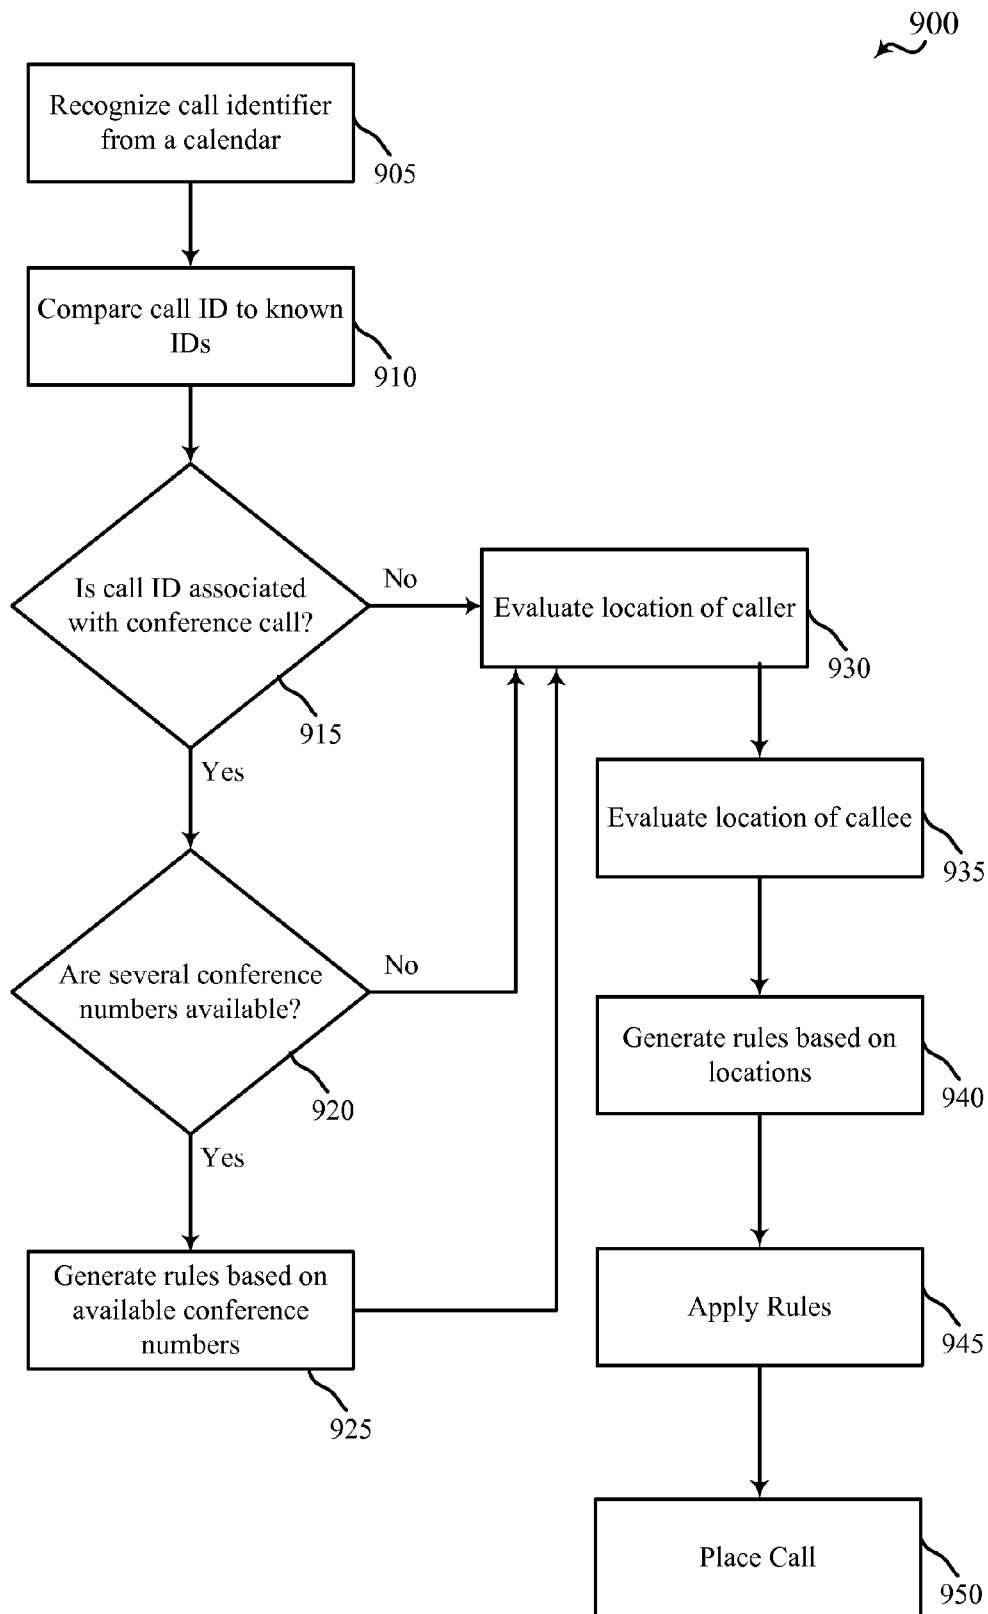 900
Recognize call identifier
from a calendar
905
Compare call ID to known
IDs
910
Is call ID associated
with conference call?
915
No
Yes
Evaluate location of caller
930
Evaluate location of callee
935
Are several conference
numbers available?
920
No
Yes
Generate rules based on
locations
940
Generate rules based on
available conference
numbers
925
Apply Rules
945
Place Call
950